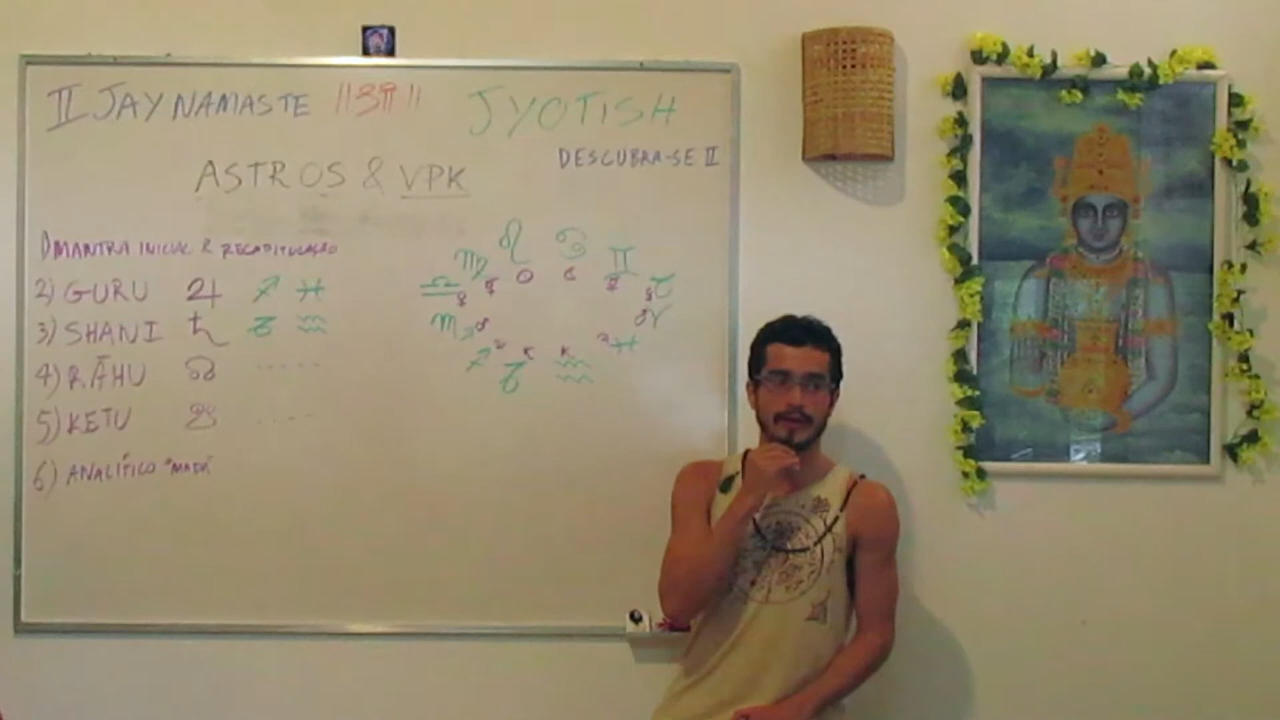 II JAY NAMASTE ॥ॐ॥ JYOTISH
DESCUBRA-SE II
ASTROS & VPK
1) MANTRA INICIAL & RECAPITULAÇÃO
2) GURU ♃ ♐ ♓
3) SHANI ♄ ♑ ♒
4) RĀHU ☊ .....
5) KETU ☋ ....
6) ANALÍTICO